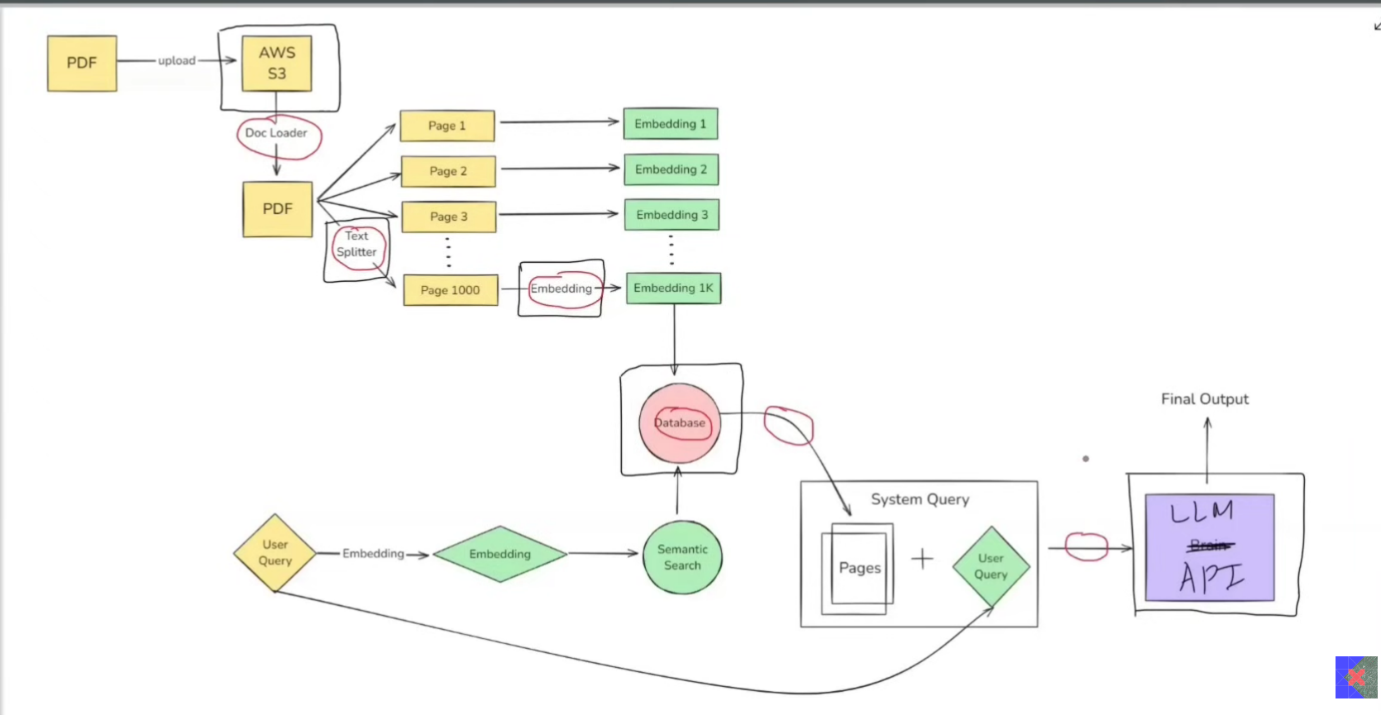 PDF
upload
AWS
S3
Doc Loader
PDF
Text
Splitter
Page 1
Page 2
Page 3
Page 1000
Embedding
Embedding 1
Embedding 2
Embedding 3
Embedding 1K
Database
User
Query
Embedding
Embedding
Semantic
Search
System Query
Pages
+
User
Query
Final Output
LLM
Brain
API